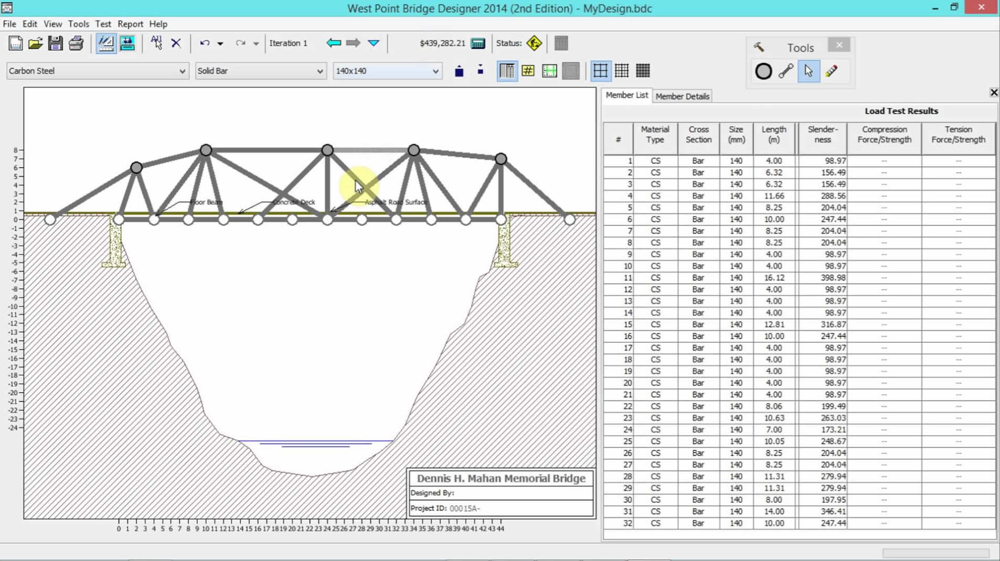 West Point Bridge Designer 2014 (2nd Edition) - MyDesign.bdc
File Edit View Tools Test Report Help
All Iteration 1 $439,282.21 Status:
Tools
Carbon Steel Solid Bar 140x140 #
Member List Member Details
Load Test Results
# Material Type Cross Section Size (mm) Length (m) Slender-ness Compression Force/Strength Tension Force/Strength
1 CS Bar 140 4.00 98.97 -- --
2 CS Bar 140 6.32 156.49 -- --
3 CS Bar 140 6.32 156.49 -- --
4 CS Bar 140 11.66 288.56 -- --
5 CS Bar 140 8.25 204.04 -- --
6 CS Bar 140 10.00 247.44 -- --
7 CS Bar 140 8.25 204.04 -- --
8 CS Bar 140 8.25 204.04 -- --
9 CS Bar 140 4.00 98.97 -- --
10 CS Bar 140 4.00 98.97 -- --
11 CS Bar 140 16.12 398.98 -- --
12 CS Bar 140 4.00 98.97 -- --
13 CS Bar 140 4.00 98.97 -- --
14 CS Bar 140 4.00 98.97 -- --
15 CS Bar 140 12.81 316.87 -- --
16 CS Bar 140 10.00 247.44 -- --
17 CS Bar 140 4.00 98.97 -- --
18 CS Bar 140 4.00 98.97 -- --
19 CS Bar 140 4.00 98.97 -- --
20 CS Bar 140 4.00 98.97 -- --
21 CS Bar 140 4.00 98.97 -- --
22 CS Bar 140 8.06 199.49 -- --
23 CS Bar 140 10.63 263.03 -- --
24 CS Bar 140 7.00 173.21 -- --
25 CS Bar 140 10.05 248.67 -- --
26 CS Bar 140 8.25 204.04 -- --
27 CS Bar 140 8.25 204.04 -- --
28 CS Bar 140 11.31 279.94 -- --
29 CS Bar 140 11.31 279.94 -- --
30 CS Bar 140 8.00 197.95 -- --
31 CS Bar 140 14.00 346.41 -- --
32 CS Bar 140 10.00 247.44 -- --
8
7
6
5
4
3
2
1
0
-1
-2
-3
-4
-5
-6
-7
-8
-9
-10
-11
-12
-13
-14
-15
-16
-17
-18
-19
-20
-21
-22
-23
-24
Floor Beam Concrete Deck Asphalt Road Surface
Dennis H. Mahan Memorial Bridge
Designed By:
Project ID: 00015A-
0 1 2 3 4 5 6 7 8 9 10 11 12 13 14 15 16 17 18 19 20 21 22 23 24 25 26 27 28 29 30 31 32 33 34 35 36 37 38 39 40 41 42 43 44